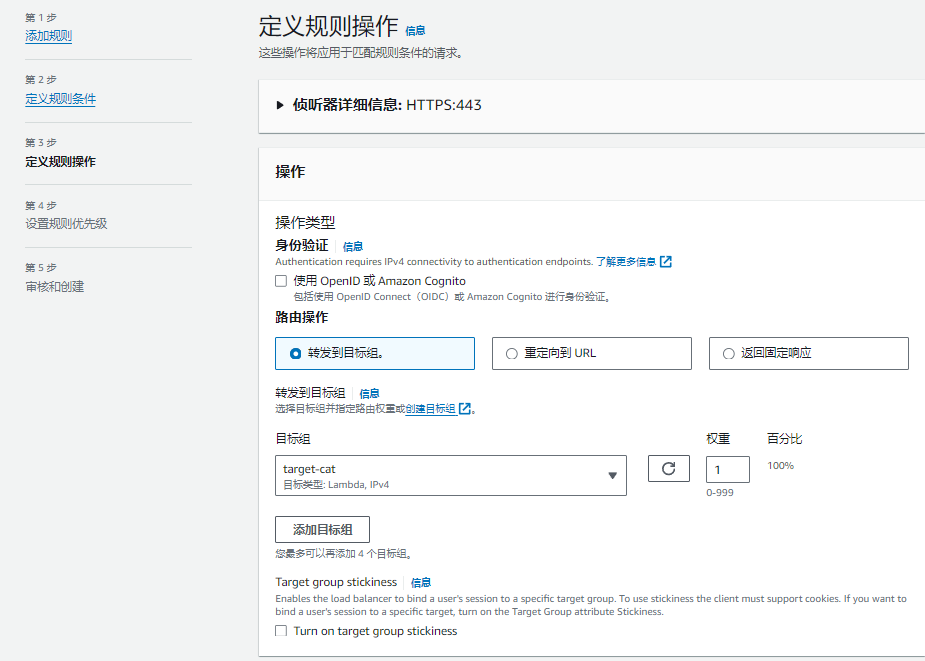 第 1 步
添加规则
第 2 步
定义规则条件
第 3 步
定义规则操作
第 4 步
设置规则优先级
第 5 步
审核和创建
定义规则操作 信息
这些操作将应用于匹配规则条件的请求。
侦听器详细信息: HTTPS:443
操作
操作类型
身份验证 信息
Authentication requires IPv4 connectivity to authentication endpoints. 了解更多信息
使用 OpenID 或 Amazon Cognito
包括使用 OpenID Connect（OIDC）或 Amazon Cognito 进行身份验证。
路由操作
转发到目标组。 重定向到 URL 返回固定响应
转发到目标组 信息
选择目标组并指定路由权重或创建目标组。
目标组 权重 百分比
target-cat
目标类型: Lambda, IPv4
1
100%
0-999
添加目标组
您最多可以再添加 4 个目标组。
Target group stickiness 信息
Enables the load balancer to bind a user's session to a specific target group. To use stickiness the client must support cookies. If you want to
bind a user's session to a specific target, turn on the Target Group attribute Stickiness.
Turn on target group stickiness